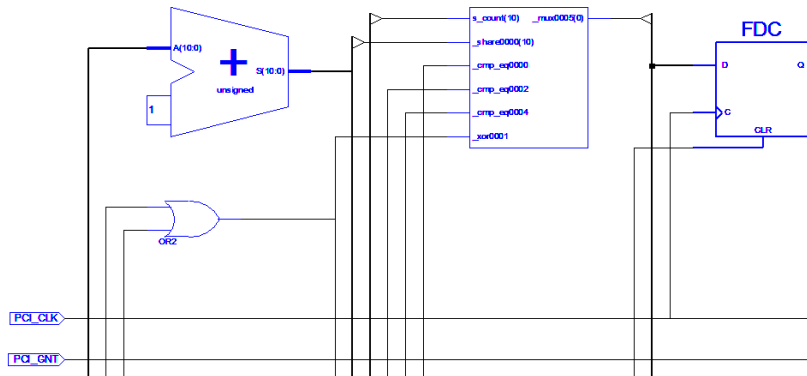 A(10:0)
+
S(10:0)
unsigned
1
s_count(10)
_mux0005(0)
_share0000(10)
_cmp_eq0000
_cmp_eq0002
_cmp_eq0004
_xor0001
FDC
D
Q
C
CLR
OR2
PCI_CLK
PCI_GNT